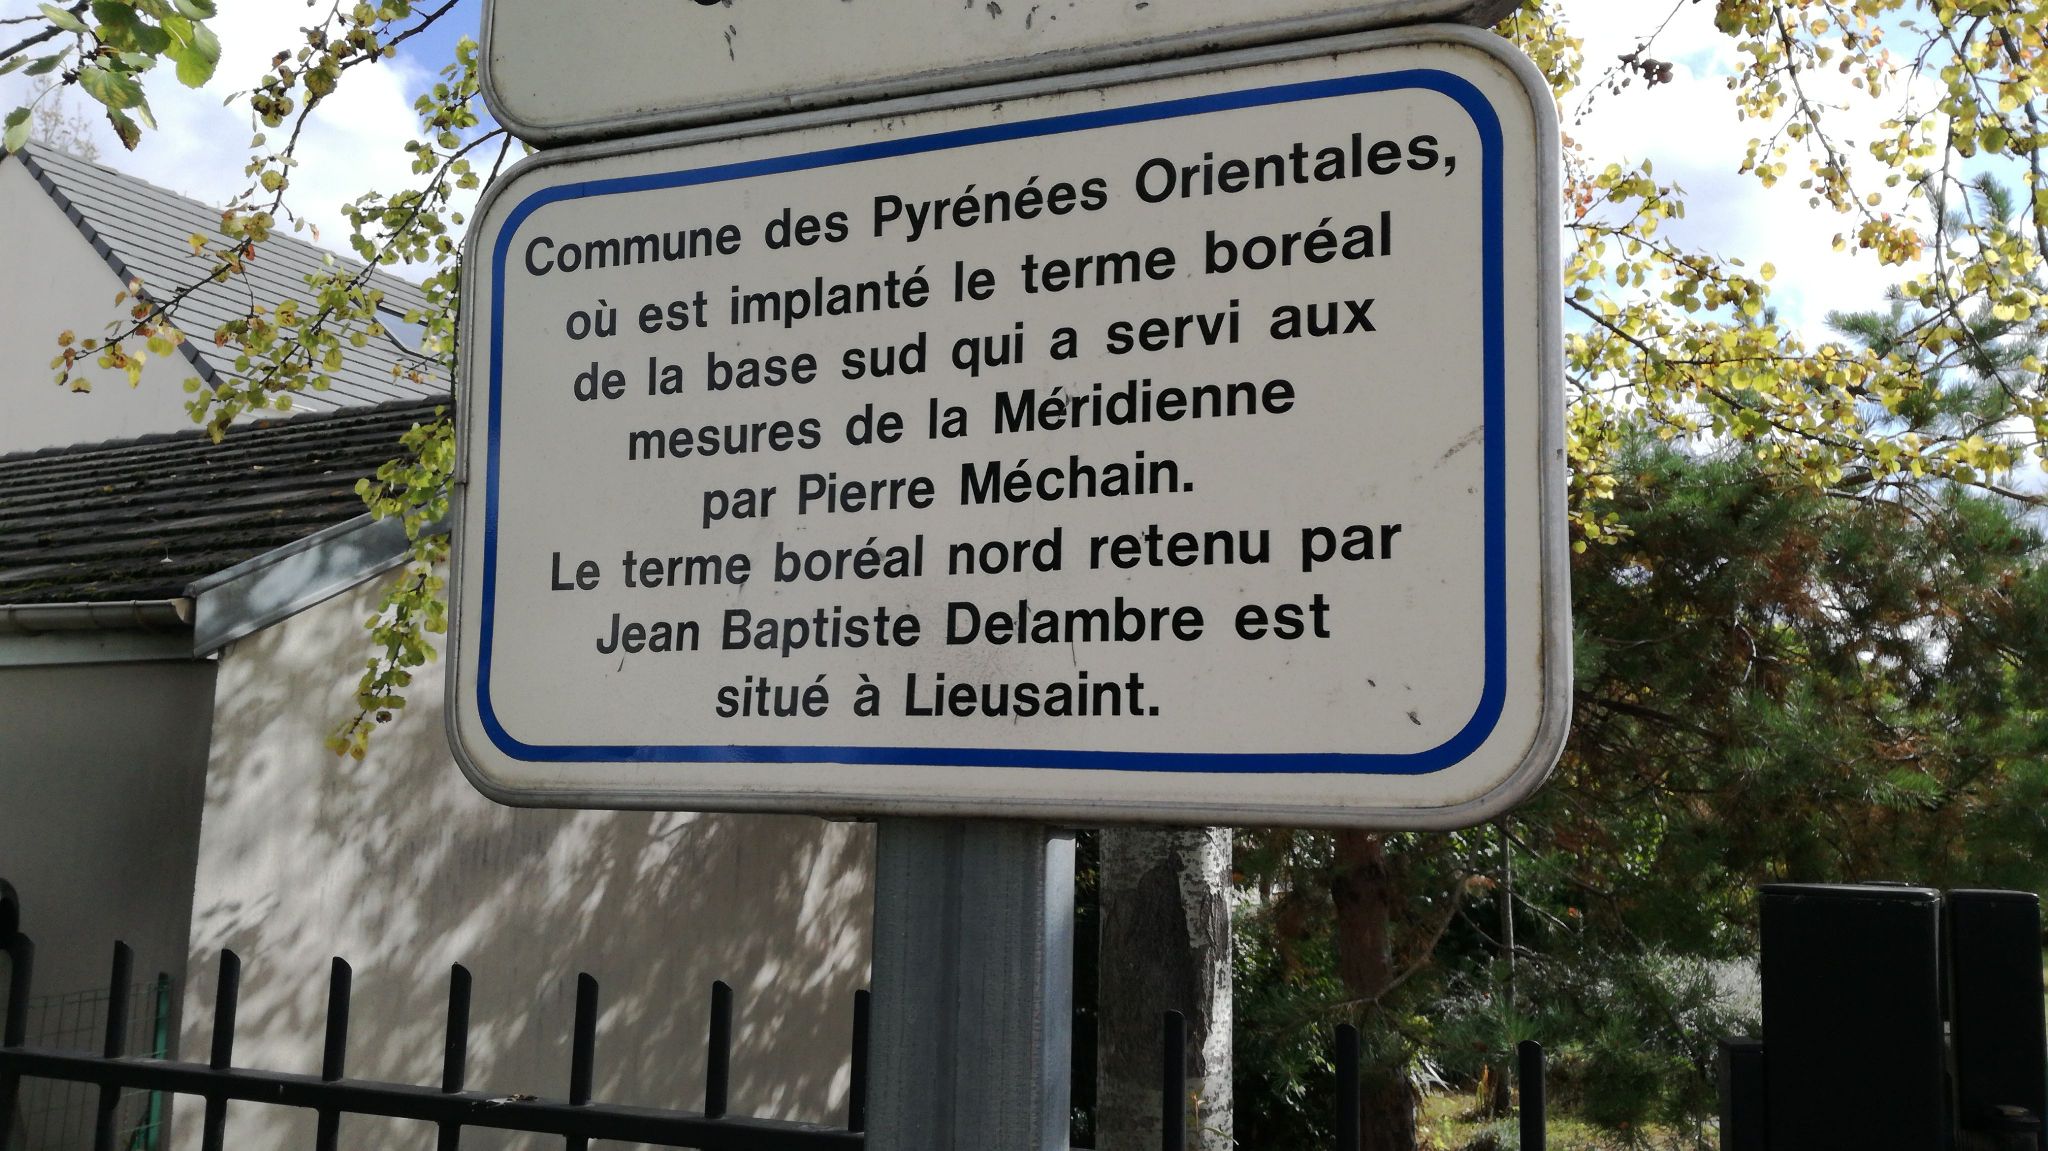 Commune des Pyrénées Orientales,
où est implanté le terme boréal
de la base sud qui a servi aux
mesures de la Méridienne
par Pierre Méchain.
Le terme boréal nord retenu par
Jean Baptiste Delambre est
situé à Lieusaint.